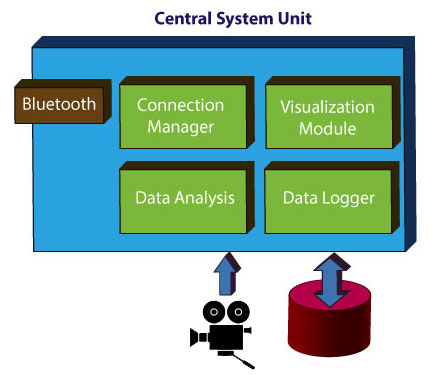 Central System Unit
Bluetooth
Connection
Manager
Visualization
Module
Data Analysis
Data Logger